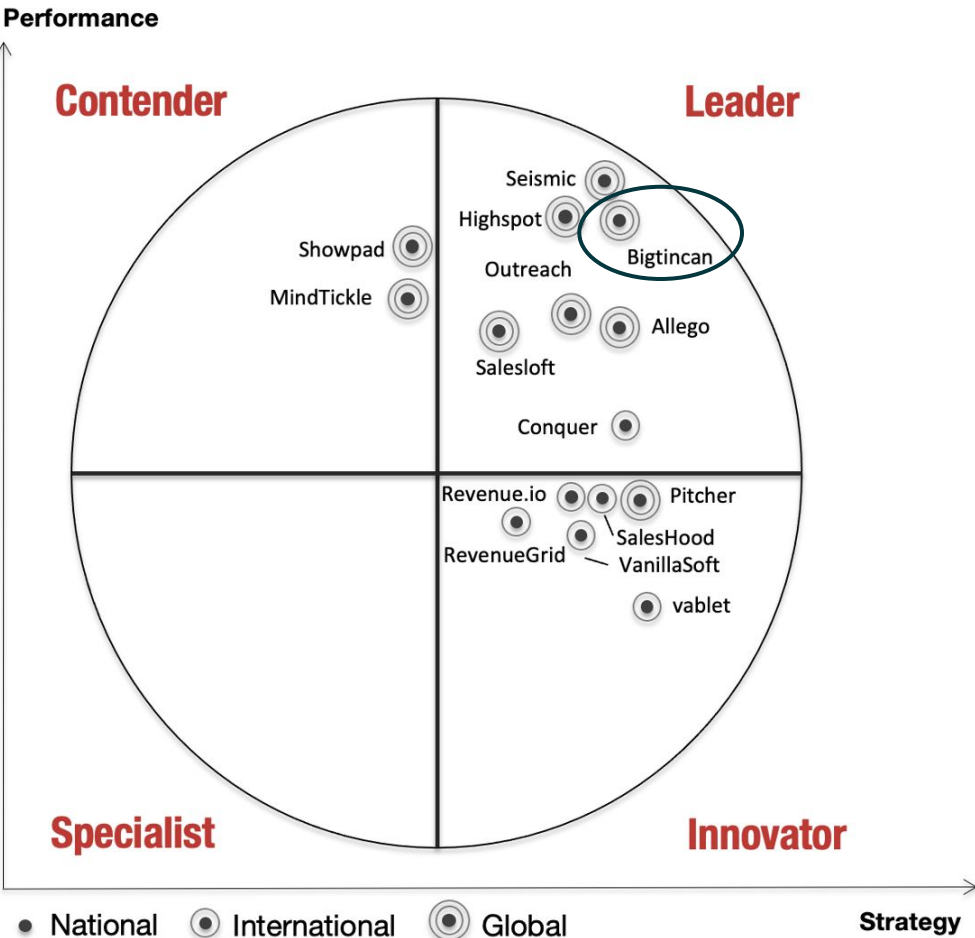 Performance
Contender
Leader
Seismic
Highspot
Bigtincan
Showpad
Outreach
MindTickle
Allego
Salesloft
Conquer
Revenue.io
Pitcher
SalesHood
RevenueGrid
VanillaSoft
vablet
Specialist
Innovator
National
International
Global
Strategy